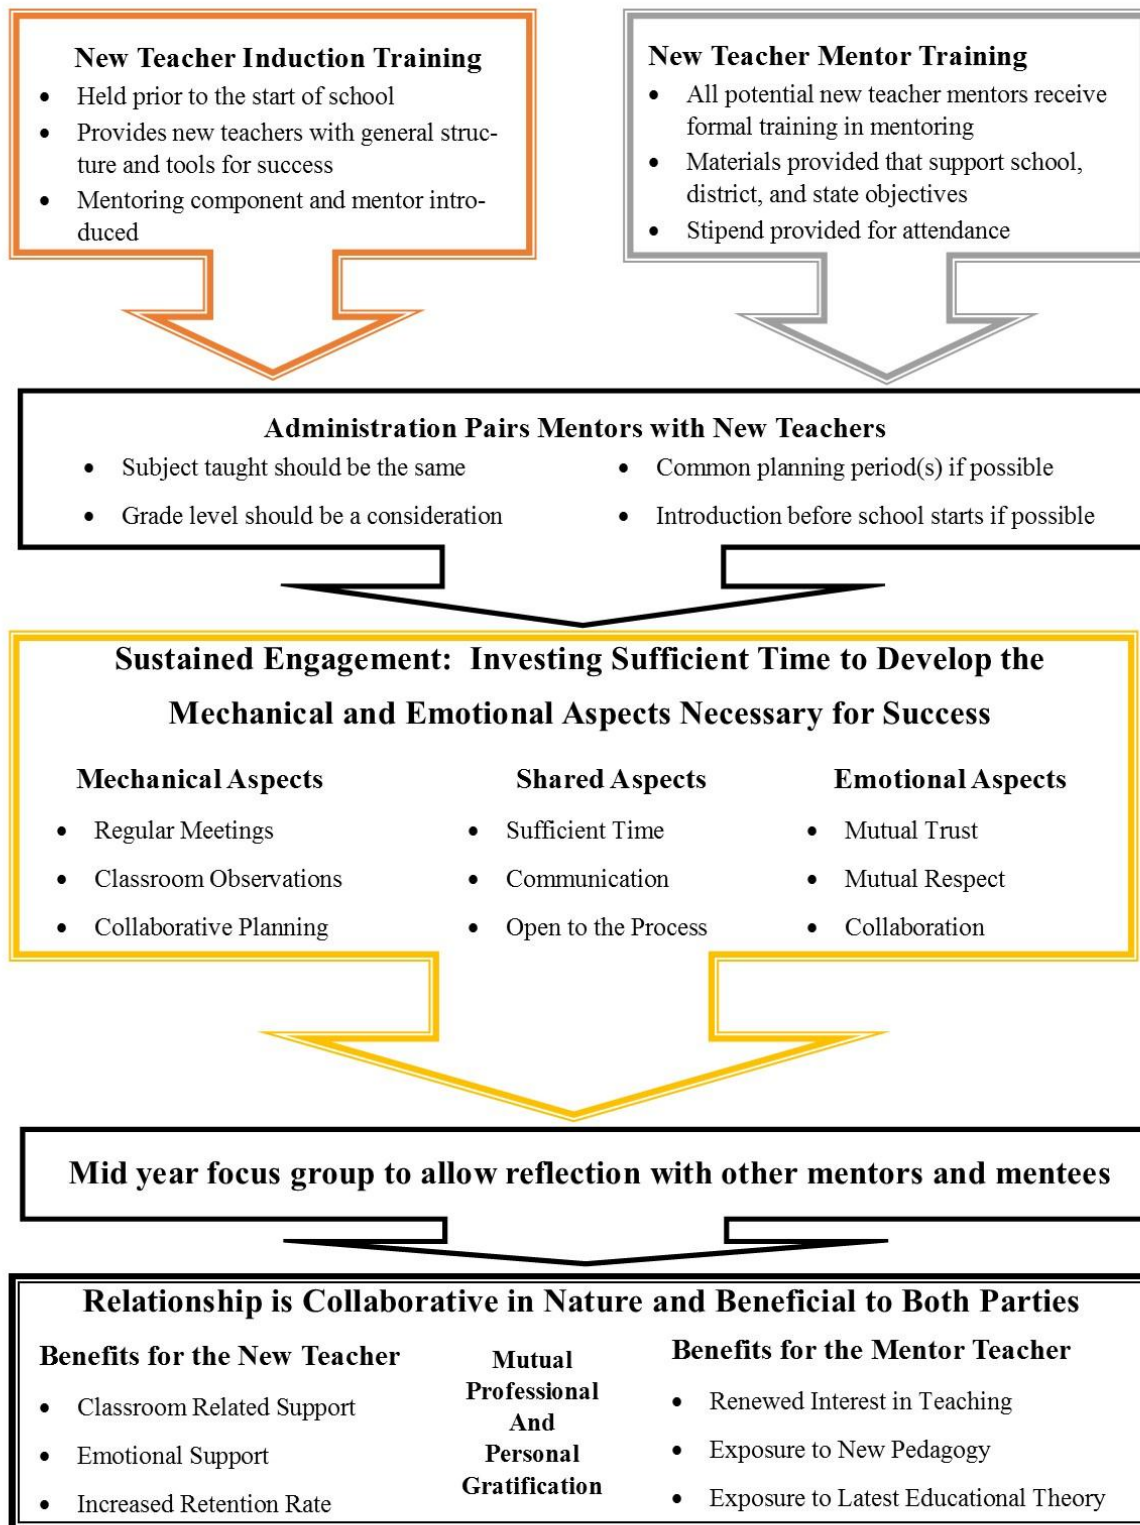 New Teacher Induction Training
• Held prior to the start of school
• Provides new teachers with general struc-
ture and tools for success
• Mentoring component and mentor intro-
duced
New Teacher Mentor Training
• All potential new teacher mentors receive
formal training in mentoring
• Materials provided that support school,
district, and state objectives
• Stipend provided for attendance
Administration Pairs Mentors with New Teachers
• Subject taught should be the same
• Grade level should be a consideration
• Common planning period(s) if possible
• Introduction before school starts if possible
Sustained Engagement: Investing Sufficient Time to Develop the
Mechanical and Emotional Aspects Necessary for Success
Mechanical Aspects
• Regular Meetings
• Classroom Observations
• Collaborative Planning
Shared Aspects
• Sufficient Time
• Communication
• Open to the Process
Emotional Aspects
• Mutual Trust
• Mutual Respect
• Collaboration
Mid year focus group to allow reflection with other mentors and mentees
Relationship is Collaborative in Nature and Beneficial to Both Parties
Benefits for the New Teacher
• Classroom Related Support
• Emotional Support
• Increased Retention Rate
Mutual
Professional
And
Personal
Gratification
Benefits for the Mentor Teacher
• Renewed Interest in Teaching
• Exposure to New Pedagogy
• Exposure to Latest Educational Theory